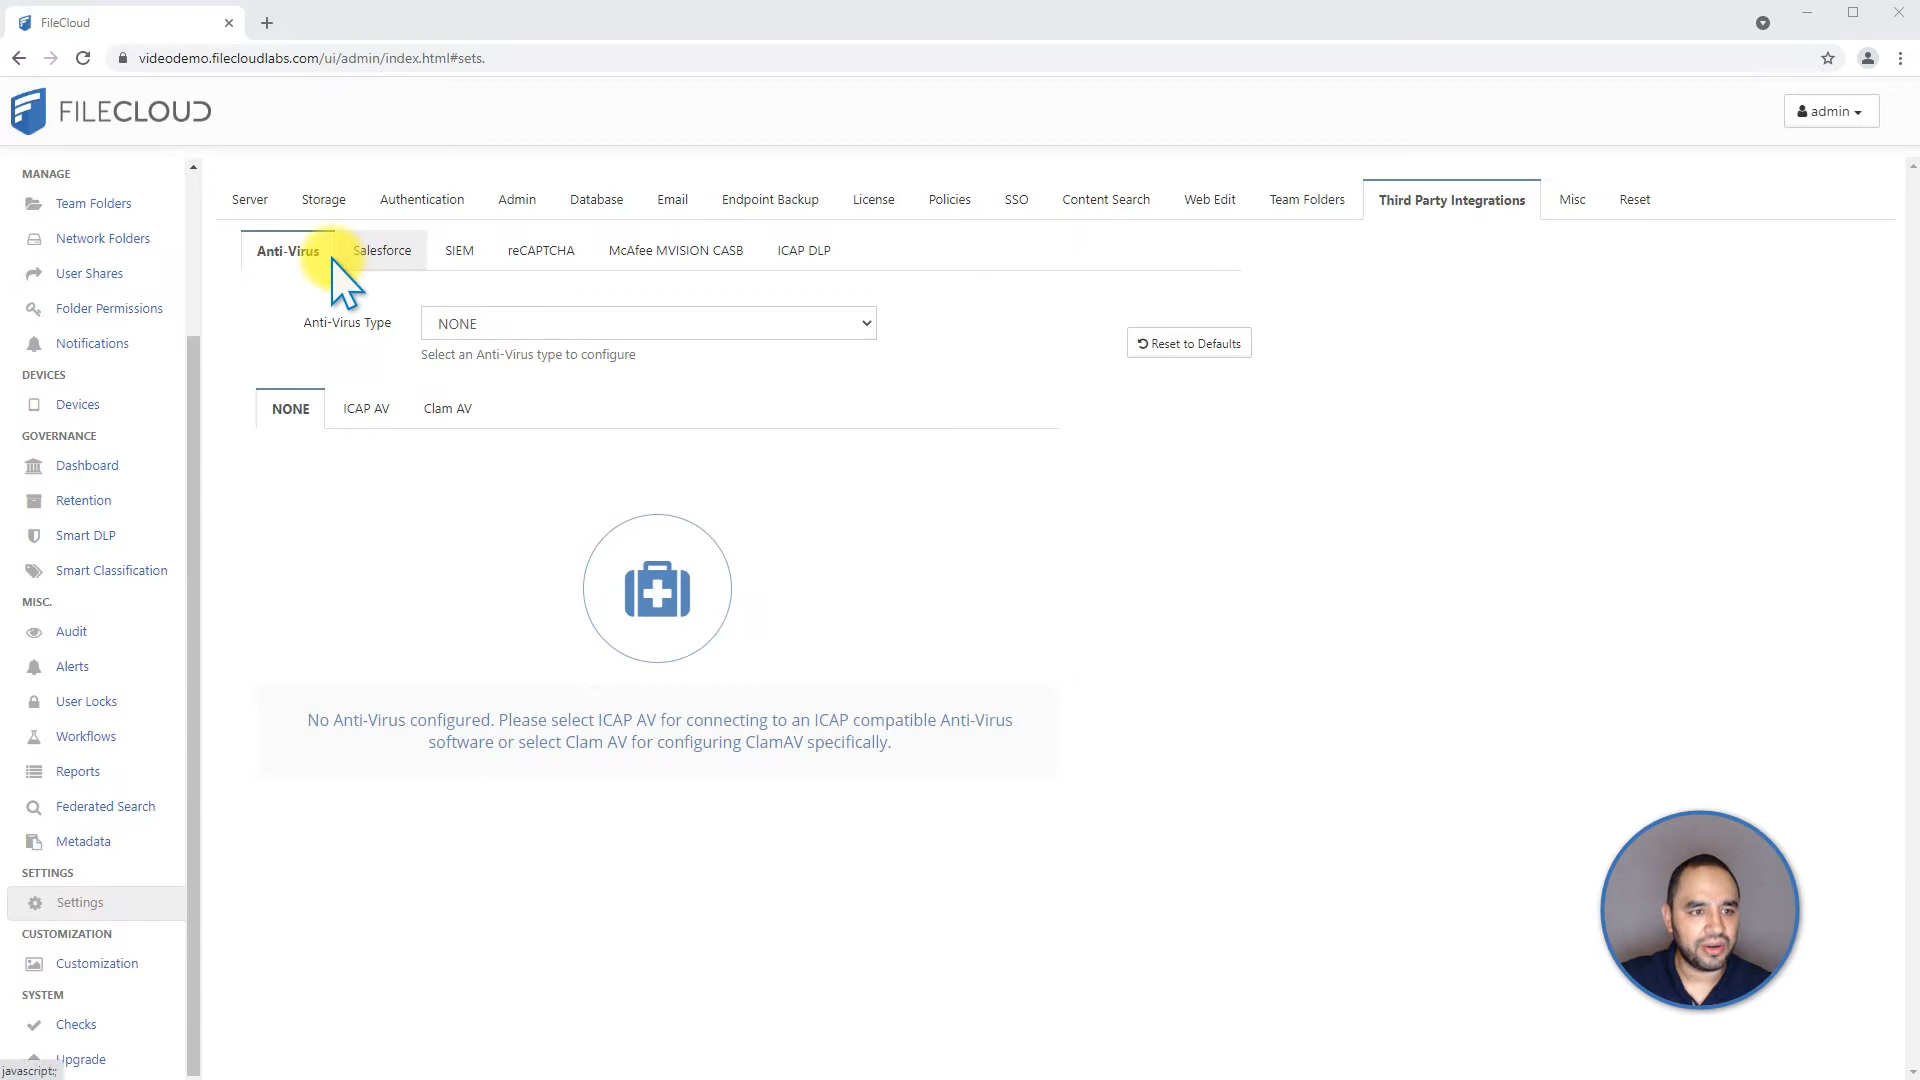 FileCloud
videodemo.filecloudlabs.com/ui/admin/index.html#sets.
FILECLOUD
admin
MANAGE
Team Folders
Network Folders
User Shares
Folder Permissions
Notifications
DEVICES
Devices
GOVERNANCE
Dashboard
Retention
Smart DLP
Smart Classification
MISC.
Audit
Alerts
User Locks
Workflows
Reports
Federated Search
Metadata
SETTINGS
Settings
CUSTOMIZATION
Customization
SYSTEM
Checks
Upgrade
javascript:;
Server Storage Authentication Admin Database Email Endpoint Backup License Policies SSO Content Search Web Edit Team Folders Third Party Integrations Misc Reset
Anti-Virus Salesforce SIEM reCAPTCHA McAfee MVISION CASB ICAP DLP
Anti-Virus Type NONE
Select an Anti-Virus type to configure
Reset to Defaults
NONE ICAP AV Clam AV
No Anti-Virus configured. Please select ICAP AV for connecting to an ICAP compatible Anti-Virus
software or select Clam AV for configuring ClamAV specifically.